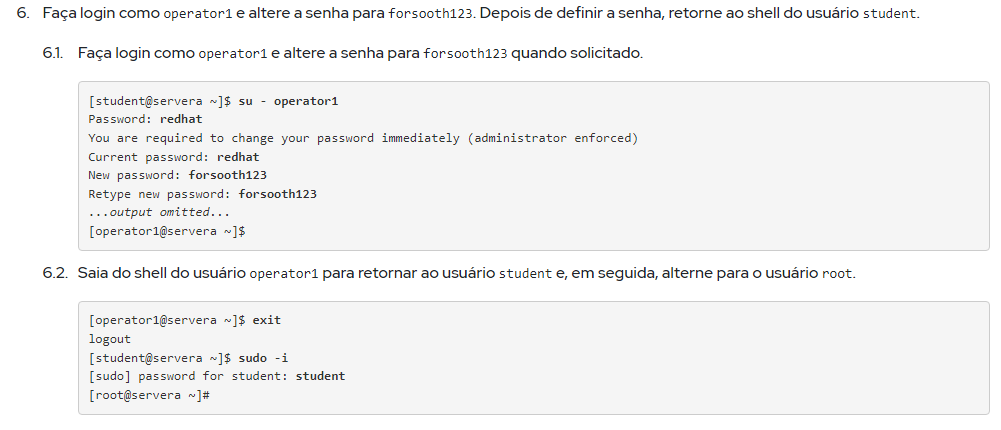 6. Faça login como operator1 e altere a senha para forsooth123. Depois de definir a senha, retorne ao shell do usuário student.
6.1. Faça login como operator1 e altere a senha para forsooth123 quando solicitado.
[student@servera ~]$ su - operator1
Password: redhat
You are required to change your password immediately (administrator enforced)
Current password: redhat
New password: forsooth123
Retype new password: forsooth123
...output omitted...
[operator1@servera ~]$
6.2. Saia do shell do usuário operator1 para retornar ao usuário student e, em seguida, alterne para o usuário root.
[operator1@servera ~]$ exit
logout
[student@servera ~]$ sudo -i
[sudo] password for student: student
[root@servera ~]#